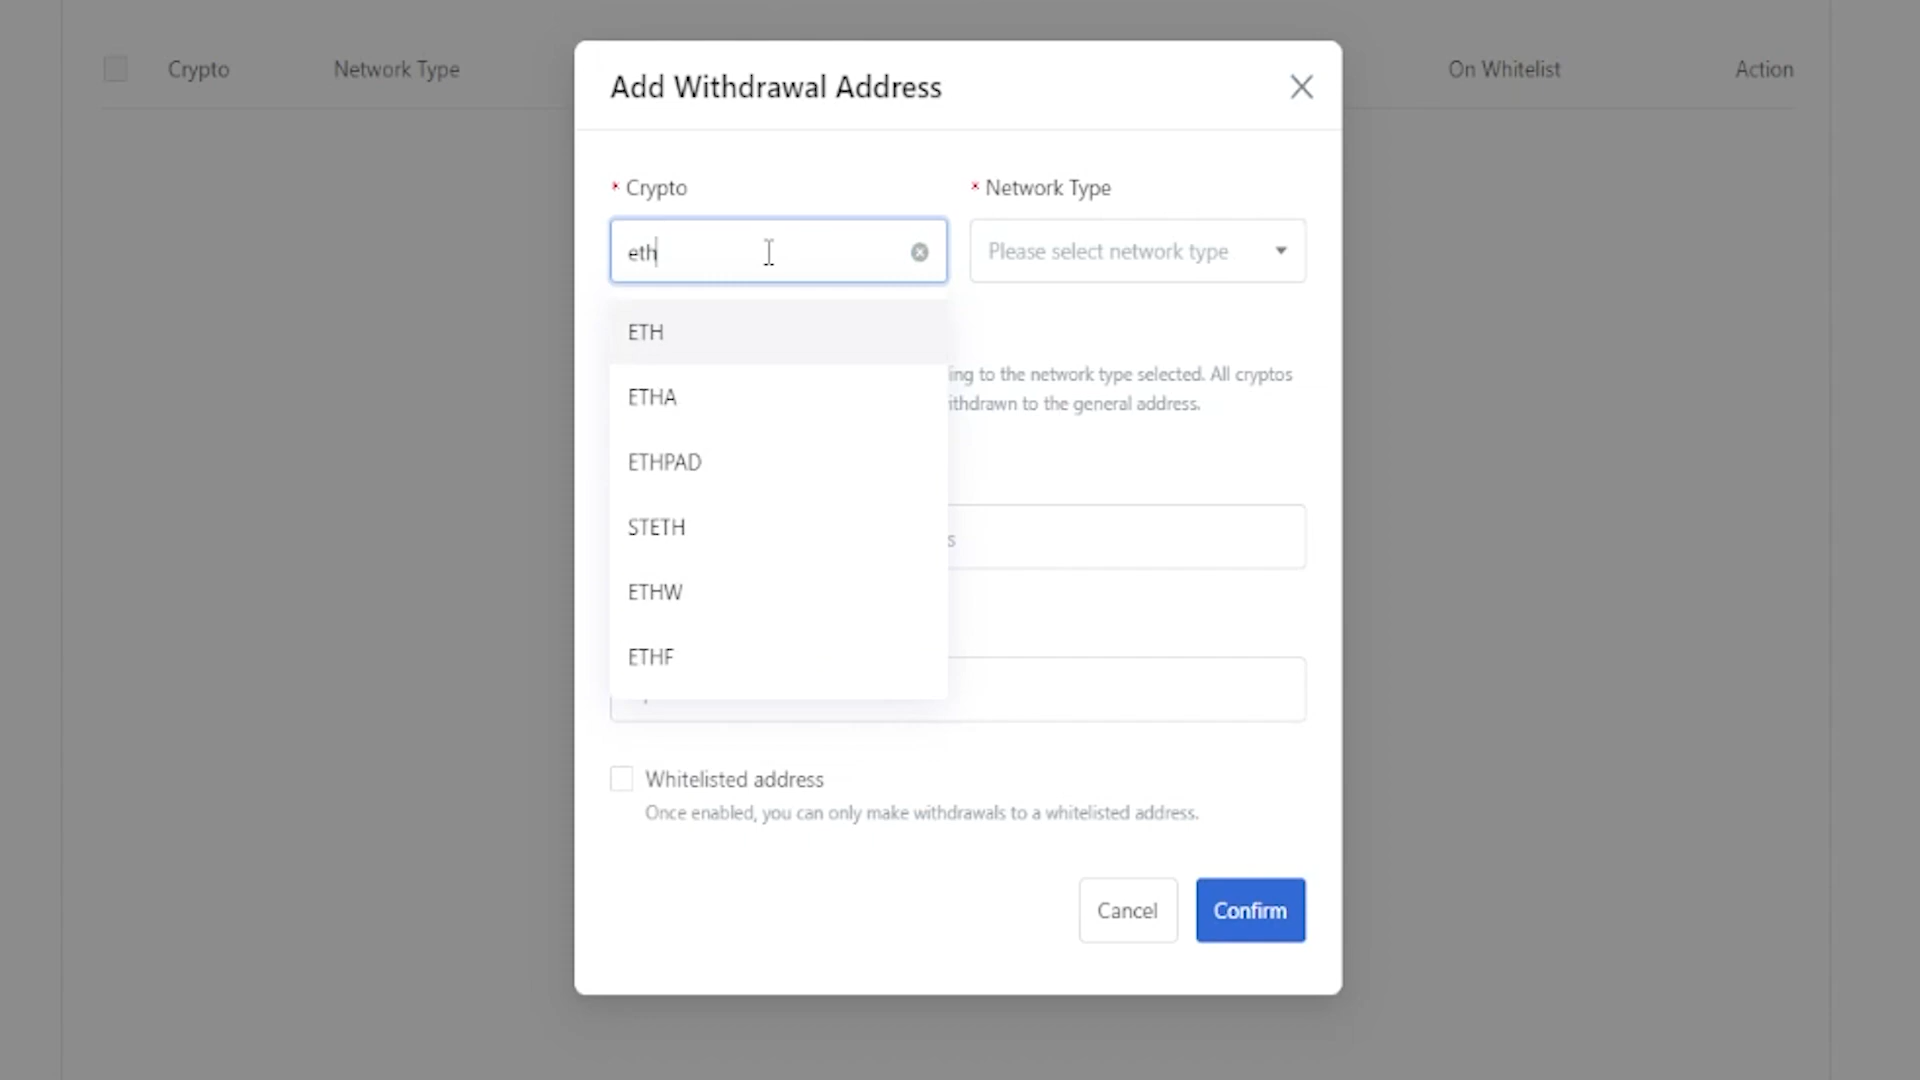 Crypto Network Type On Whitelist Action
Add Withdrawal Address
* Crypto * Network Type
eth Please select network type
ETH
ETHA
ing to the network type selected. All cryptos
ithdrawn to the general address.
ETHPAD
STETH
s
ETHW
ETHF
Whitelisted address
Once enabled, you can only make withdrawals to a whitelisted address.
Cancel Confirm